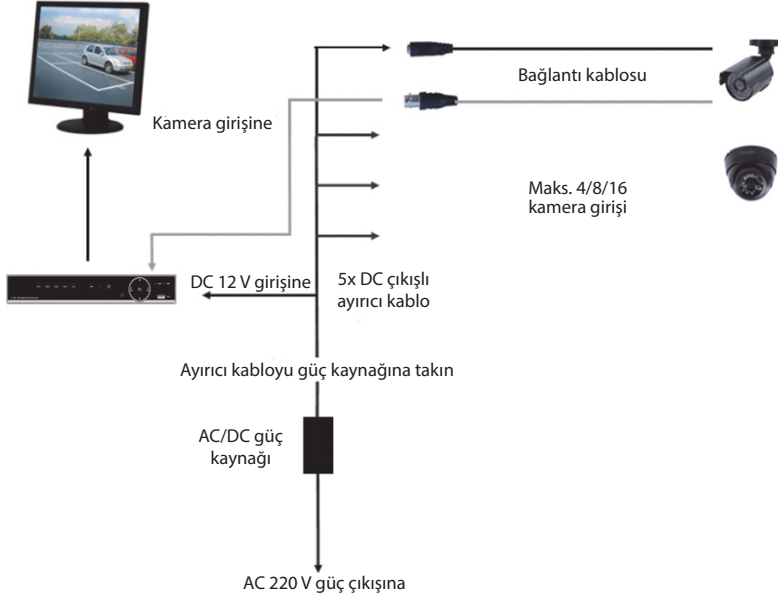 Bağlantı kablosu
Kamera girişine
Maks. 4/8/16
kamera girişi
DC 12 V girişine
5x DC çıkışlı
ayırıcı kablo
Ayırıcı kabloyu güç kaynağına takın
AC/DC güç
kaynağı
AC 220 V güç çıkışına